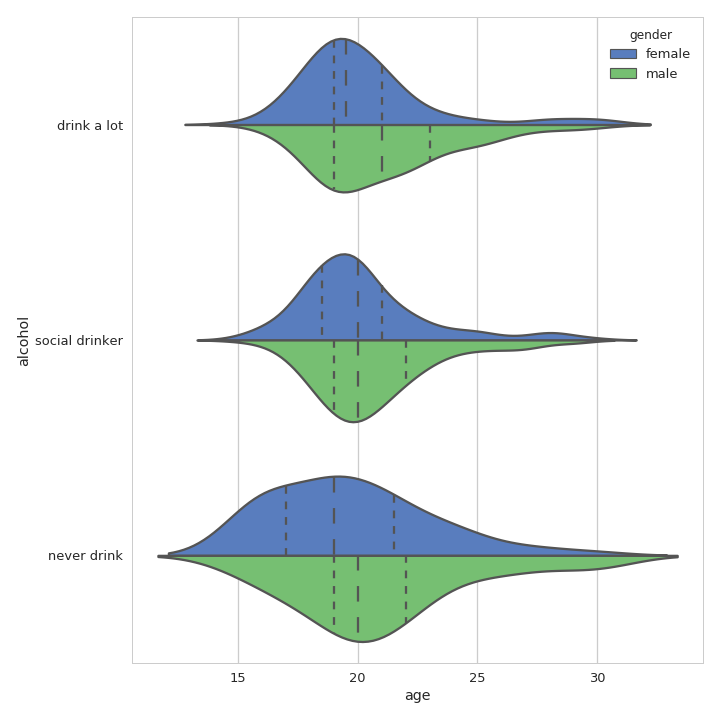 gender
female
male
drink a lot
social drinker
never drink
alcohol
15 20 25 30
age